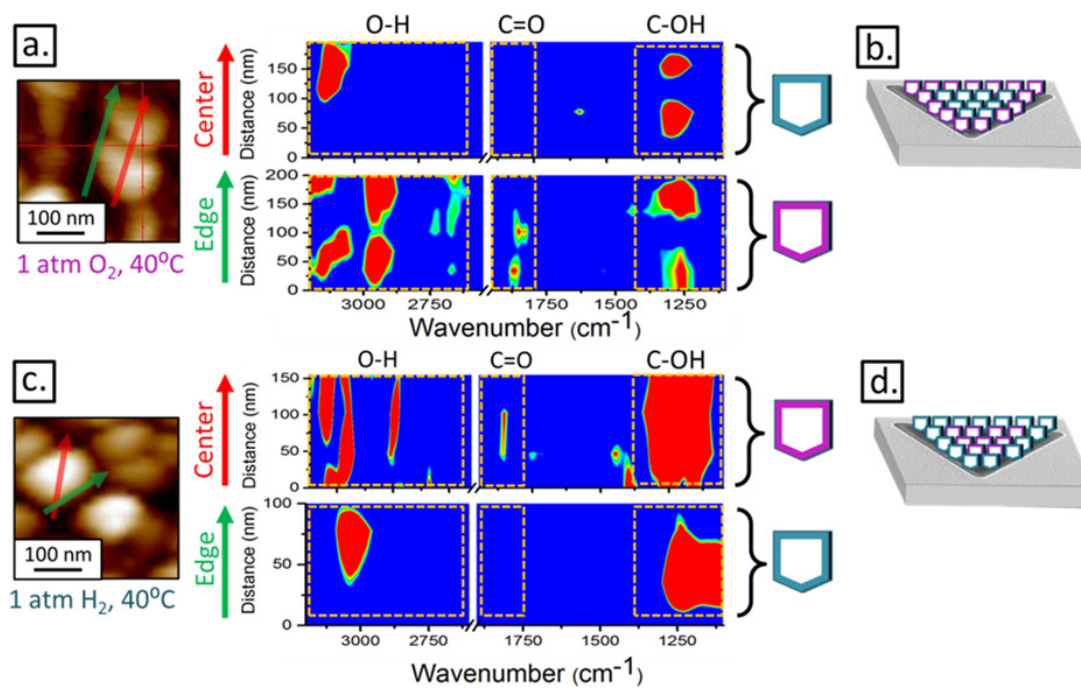 a.
O-H
C=O
C-OH
b.
Center
Distance (nm)
150
100
50
0
Edge
Distance (nm)
200
150
100
50
0
100 nm
1 atm O₂, 40⁰C
3000
2750
1750
1500
1250
Wavenumber (cm⁻¹)
c.
O-H
C=O
C-OH
d.
Center
Distance (nm)
150
100
50
0
Edge
Distance (nm)
100
50
0
100 nm
1 atm H₂, 40⁰C
3000
2750
1750
1500
1250
Wavenumber (cm⁻¹)